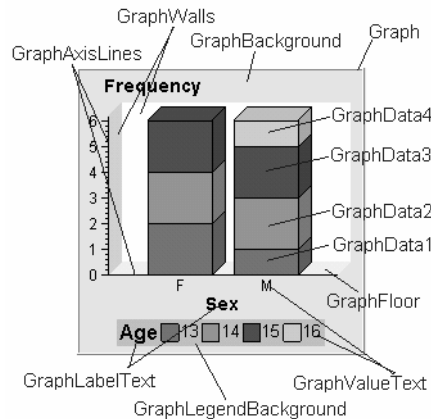 GraphWalls
GraphBackground
Graph
GraphAxisLines
Frequency
6
5
4
3
2
1
0
GraphData4
GraphData3
GraphData2
GraphData1
F
M
GraphFloor
Sex
Age 13 14 15 16
GraphLabelText
GraphValueText
GraphLegendBackground